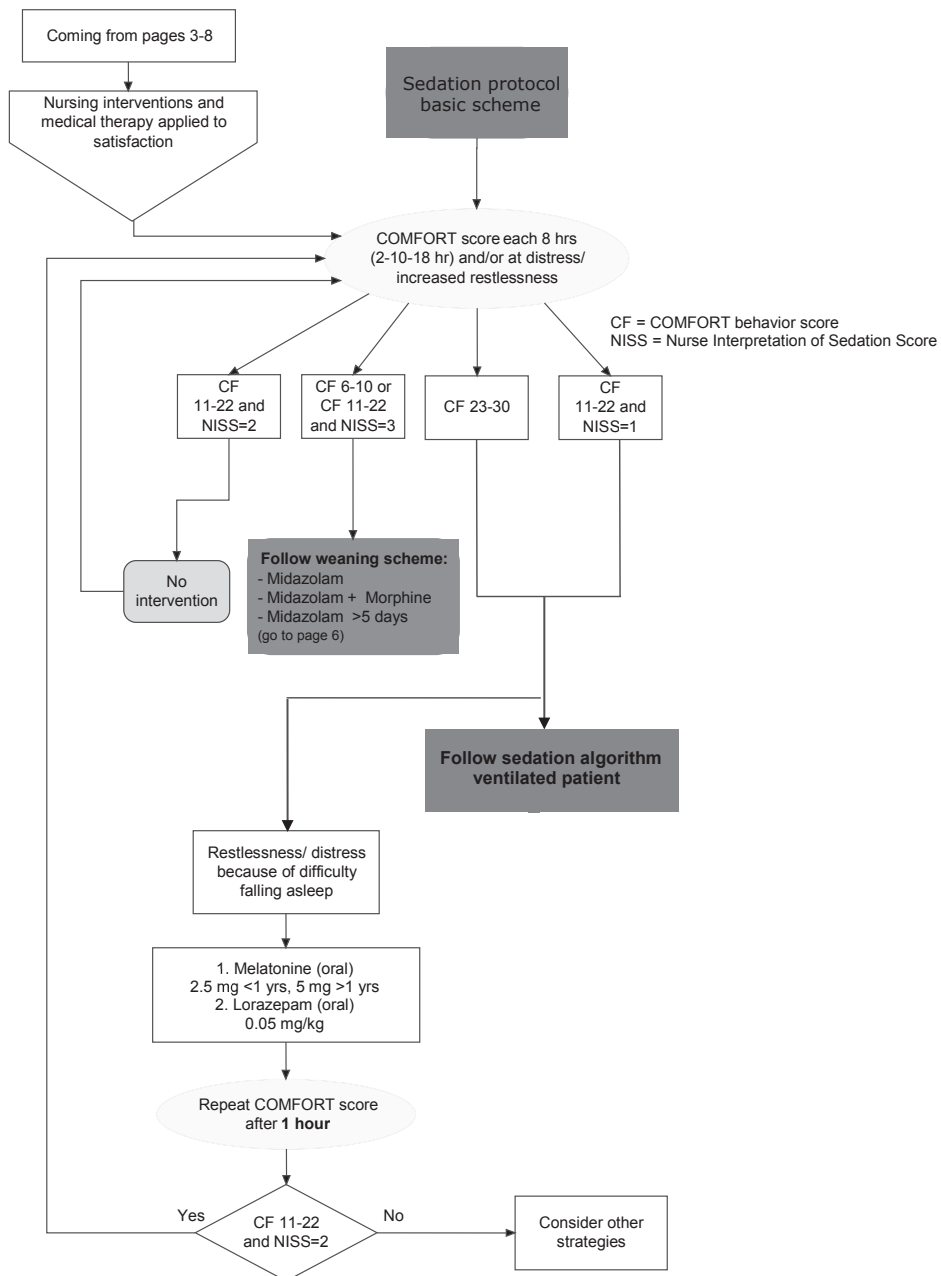 Coming from pages 3-8
Nursing interventions and
medical therapy applied to
satisfaction
Sedation protocol
basic scheme
COMFORT score each 8 hrs
(2-10-18 hr) and/or at distress/
increased restlessness
CF = COMFORT behavior score
NISS = Nurse Interpretation of Sedation Score
CF
11-22 and
NISS=2
CF 6-10 or
CF 11-22
and NISS=3
CF 23-30
CF
11-22 and
NISS=1
No
intervention
Follow weaning scheme:
- Midazolam
- Midazolam + Morphine
- Midazolam >5 days
(go to page 6)
Follow sedation algorithm
ventilated patient
Restlessness/ distress
because of difficulty
falling asleep
1. Melatonine (oral)
2.5 mg <1 yrs, 5 mg >1 yrs
2. Lorazepam (oral)
0.05 mg/kg
Repeat COMFORT score
after 1 hour
Yes
CF 11-22
and NISS=2
No
Consider other
strategies